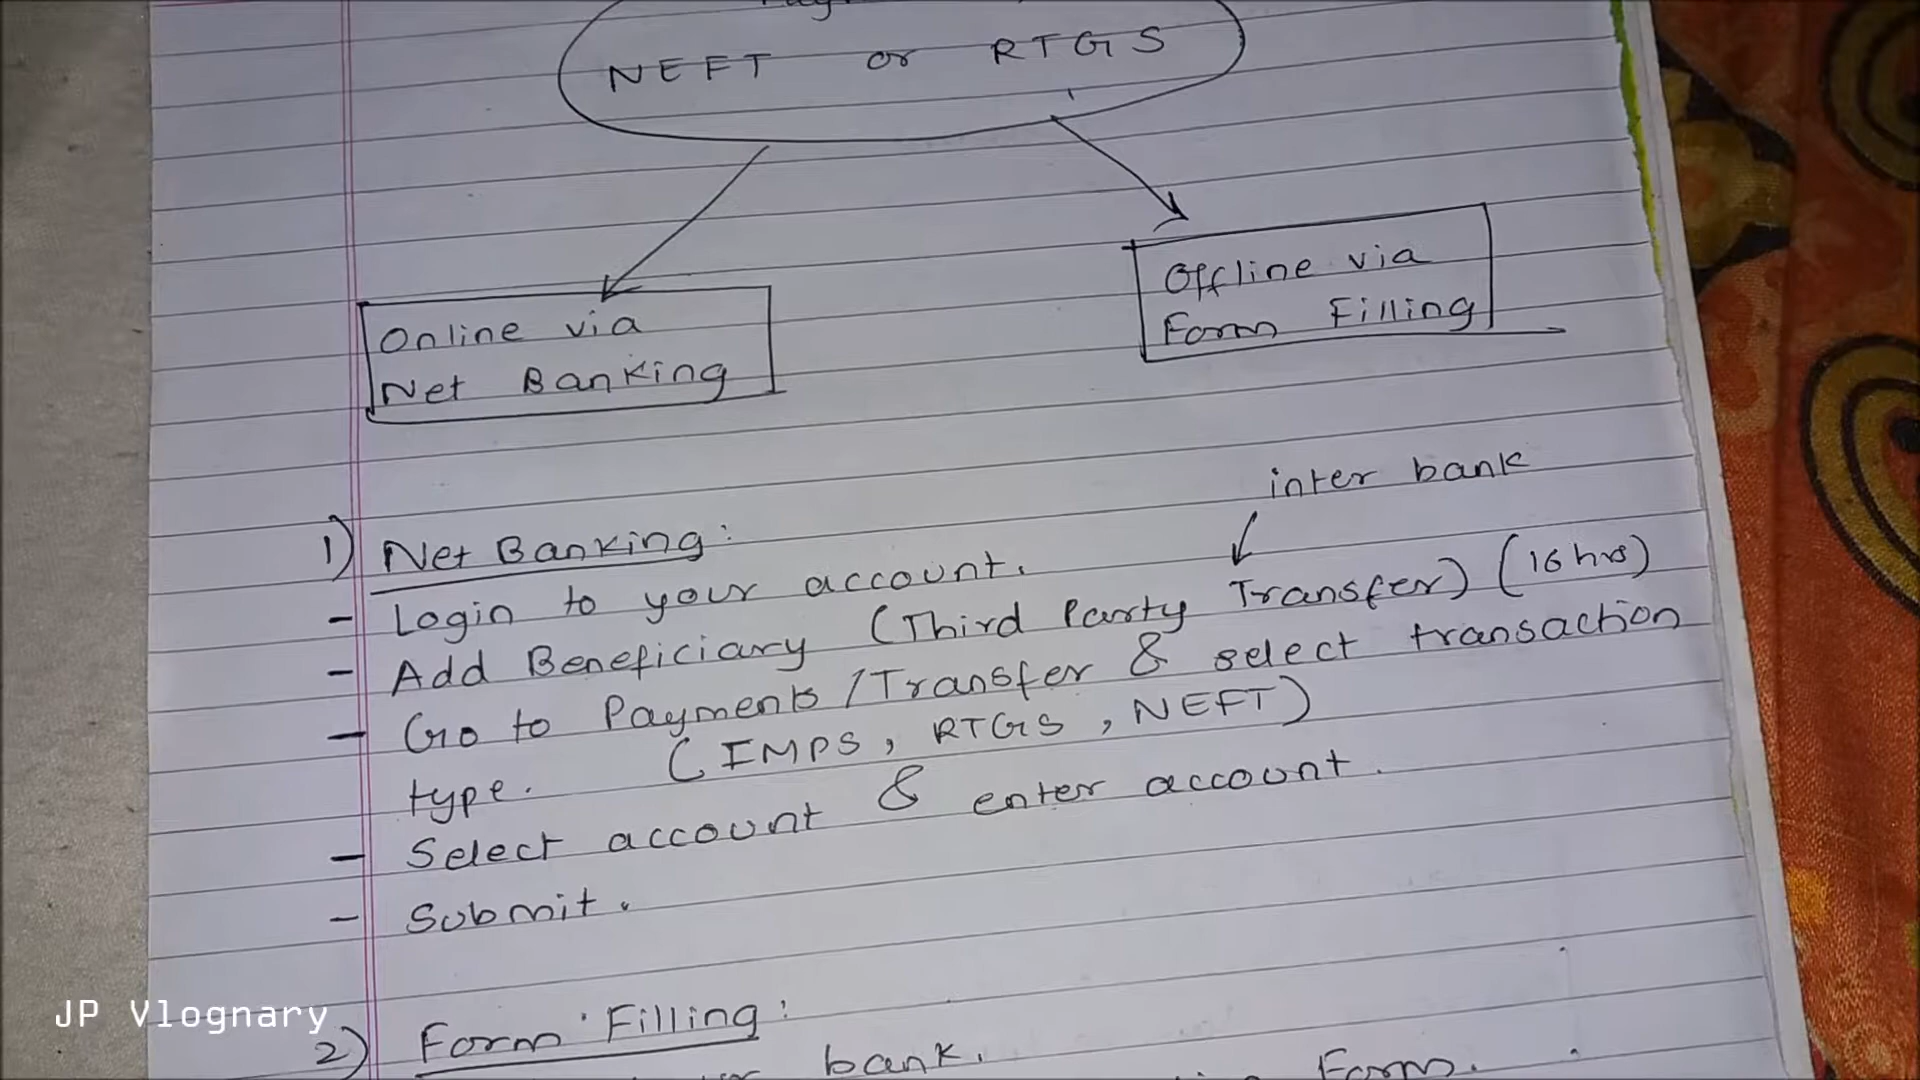 NEFT or RTGS
Online via
Net Banking
Offline via
Form Filling
inter bank
1) Net Banking:
- Login to your account.
- Add Beneficiary (Third Party Transfer) (16 hrs)
- Go to Payments / Transfer & select transaction
type. (IMPS, RTGS, NEFT)
- Select account & enter account.
- Submit.
2) Form Filling:
bank.
Form.
JP Vlognary